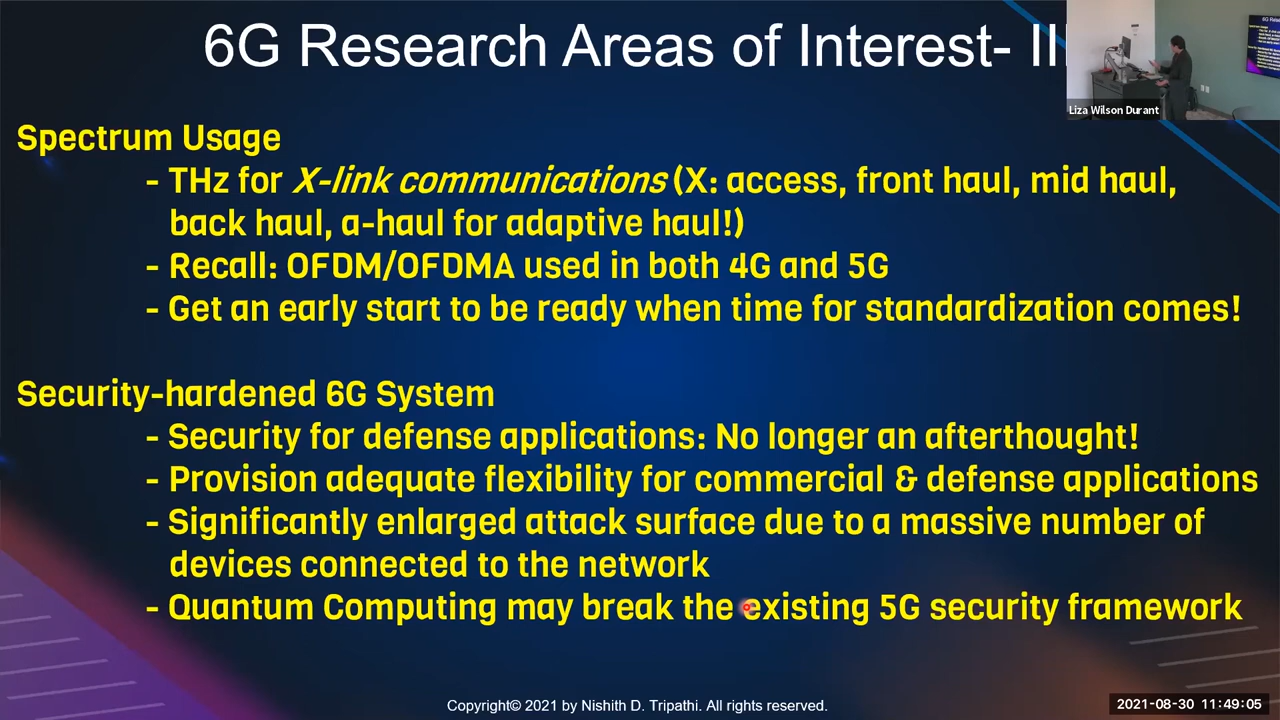 6G Research Areas of Interest- II
Liza Wilson Durant
Spectrum Usage
- THz for X-link communications (X: access, front haul, mid haul,
back haul, a-haul for adaptive haul!)
- Recall: OFDM/OFDMA used in both 4G and 5G
- Get an early start to be ready when time for standardization comes!
Security-hardened 6G System
- Security for defense applications: No longer an afterthought!
- Provision adequate flexibility for commercial & defense applications
- Significantly enlarged attack surface due to a massive number of
devices connected to the network
- Quantum Computing may break the existing 5G security framework
Copyright© 2021 by Nishith D. Tripathi. All rights reserved.
2021-08-30 11:49:05